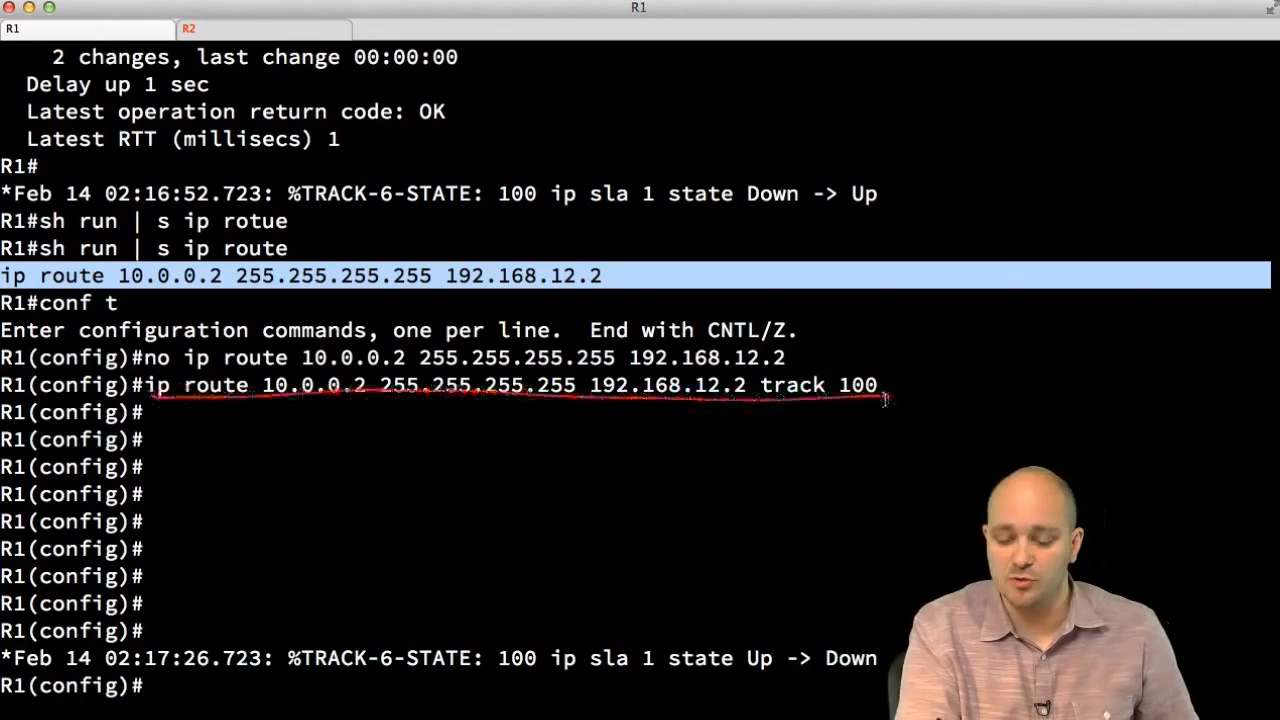 R1
R1
R2
2 changes, last change 00:00:00
Delay up 1 sec
Latest operation return code: OK
Latest RTT (millisecs) 1
R1#
*Feb 14 02:16:52.723: %TRACK-6-STATE: 100 ip sla 1 state Down -> Up
R1#sh run | s ip rotue
R1#sh run | s ip route
ip route 10.0.0.2 255.255.255.255 192.168.12.2
R1#conf t
Enter configuration commands, one per line.  End with CNTL/Z.
R1(config)#no ip route 10.0.0.2 255.255.255.255 192.168.12.2
R1(config)#ip route 10.0.0.2 255.255.255.255 192.168.12.2 track 100
R1(config)#
R1(config)#
R1(config)#
R1(config)#
R1(config)#
R1(config)#
R1(config)#
R1(config)#
R1(config)#
*Feb 14 02:17:26.723: %TRACK-6-STATE: 100 ip sla 1 state Up -> Down
R1(config)#